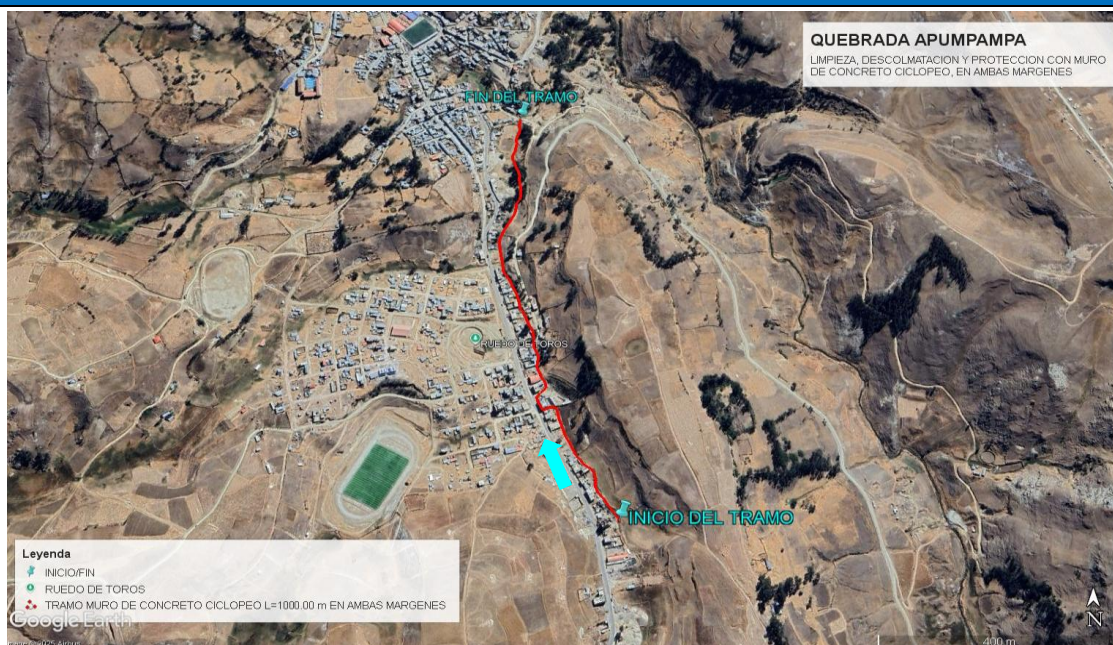 QUEBRADA APUMPAMPA
LIMPIEZA, DESCOLMATACION Y PROTECCION CON MURO
DE CONCRETO CICLOPEO, EN AMBAS MARGENES
FIN DEL TRAMO
RUEDO DE TOROS
INICIO DEL TRAMO
Leyenda
INICIO/FIN
RUEDO DE TOROS
TRAMO MURO DE CONCRETO CICLOPEO L=1000.00 m EN AMBAS MARGENES
Google Earth
400 m
N